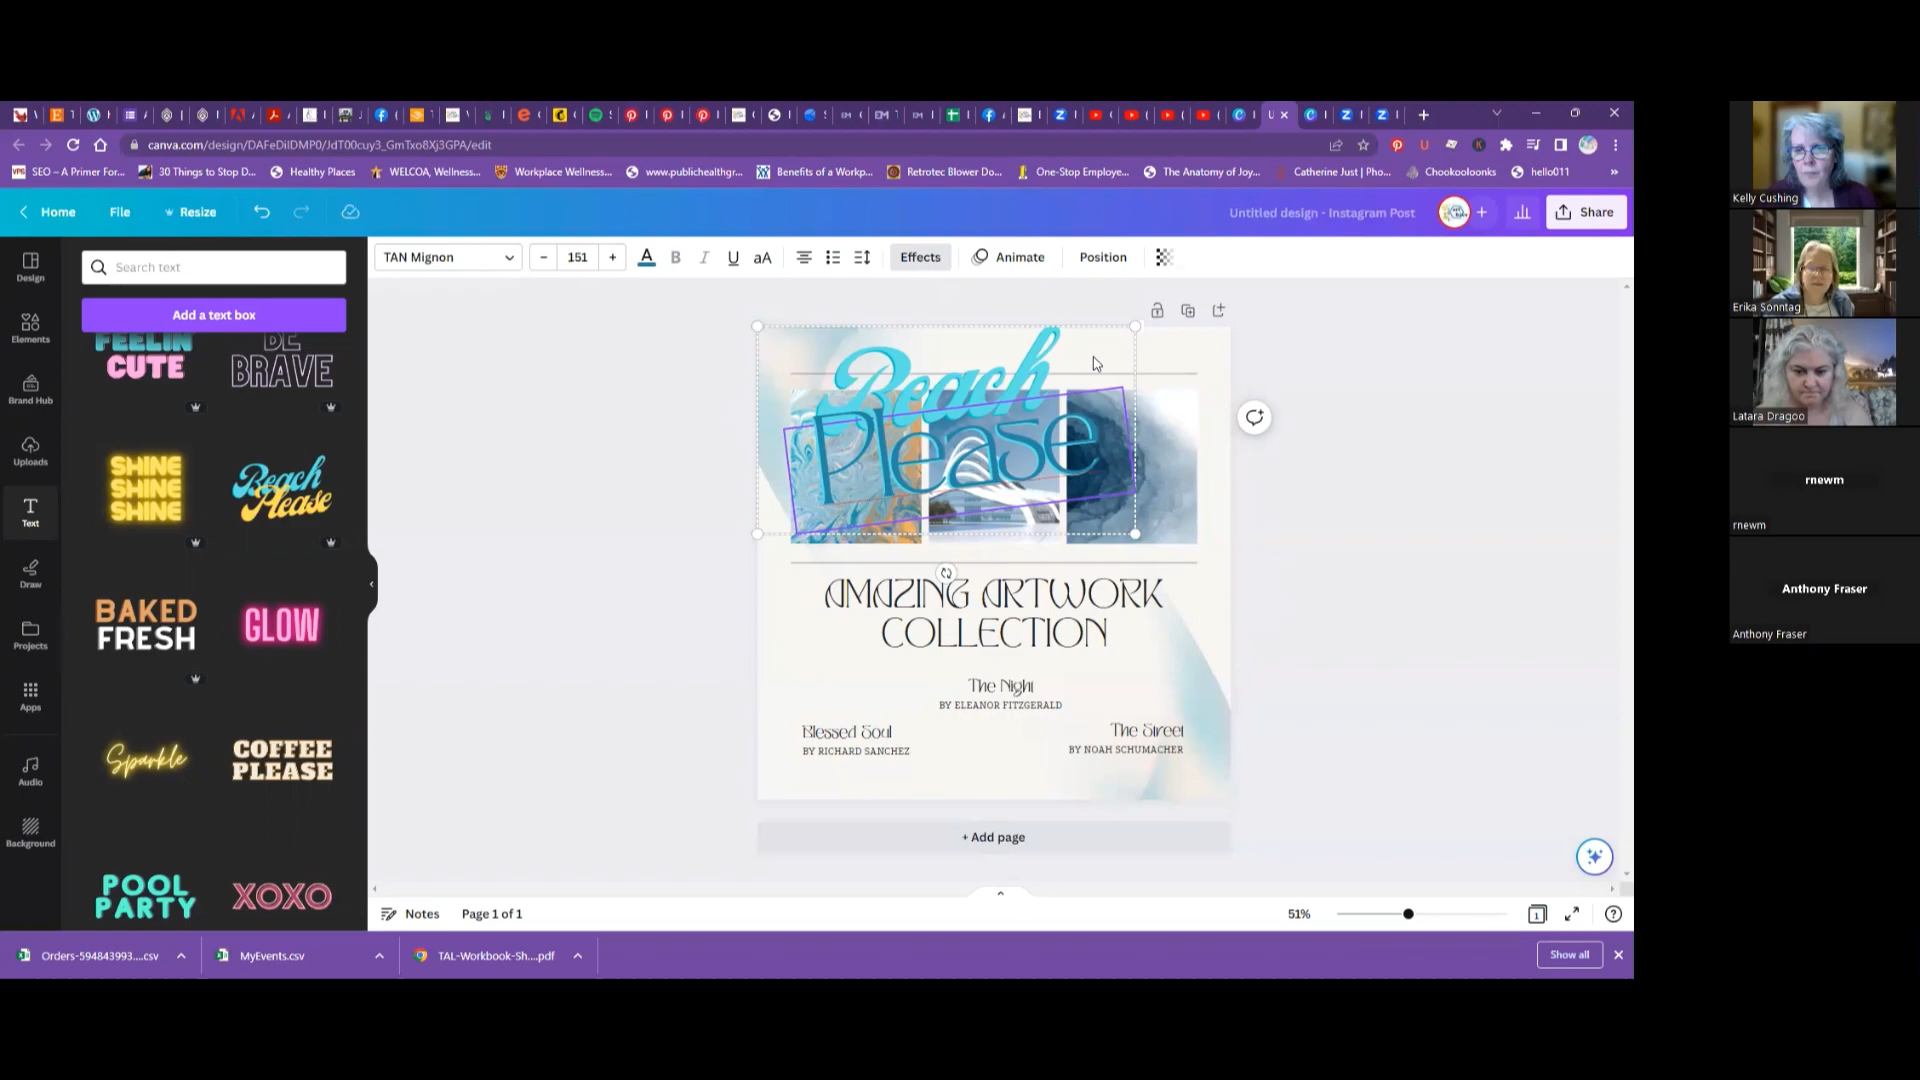 canva.com/design/DAFeDilDMP0/JdT00cuy3_GmTxo8Xj3GPA/edit
SEO – A Primer For...
30 Things to Stop D...
Healthy Places
WELCOA, Wellness...
Workplace Wellness...
www.publichealthgr...
Benefits of a Workp...
Retrotec Blower Do...
One-Stop Employe...
The Anatomy of Joy...
Catherine Just | Pho...
Chookooloonks
hello011
»
Home
File
Resize
Untitled design - Instagram Post
Share
TAN Mignon
151
A
B
I
U
aA
Effects
Animate
Position
Design
Elements
Brand Hub
Uploads
Text
Draw
Projects
Apps
Audio
Background
Search text
Add a text box
FEELIN
CUTE
BE
BRAVE
SHINE
SHINE
SHINE
Beach
Please
BAKED
FRESH
GLOW
Sparkle
COFFEE
PLEASE
POOL
PARTY
XOXO
Beach
Please
AMAZING ARTWORK
COLLECTION
The Night
BY ELEANOR FITZGERALD
Blessed Soul
BY RICHARD SANCHEZ
The Street
BY NOAH SCHUMACHER
+ Add page
Notes
Page 1 of 1
51%
1
Orders-594843993....csv
MyEvents.csv
TAL-Workbook-Sh....pdf
Show all
Kelly Cushing
Erika Sonntag
Latara Dragoo
rnewm
rnewm
Anthony Fraser
Anthony Fraser